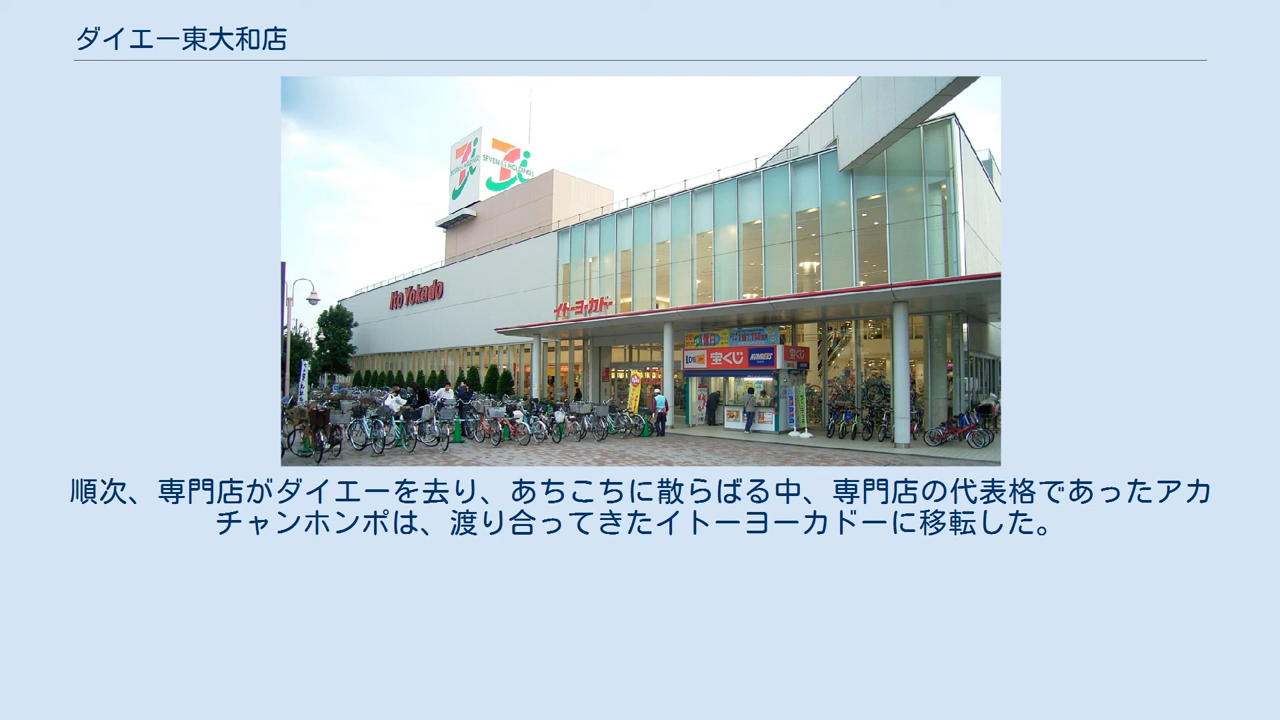 ダイエー東大和店
SEVEN & i HOLDINGS
Ito Yokado
イトーヨーカドー
宝くじ
NUMBERS
順次、専門店がダイエーを去り、あちこちに散らばる中、専門店の代表格であったアカ
チャンホンポは、渡り合ってきたイトーヨーカドーに移転した。